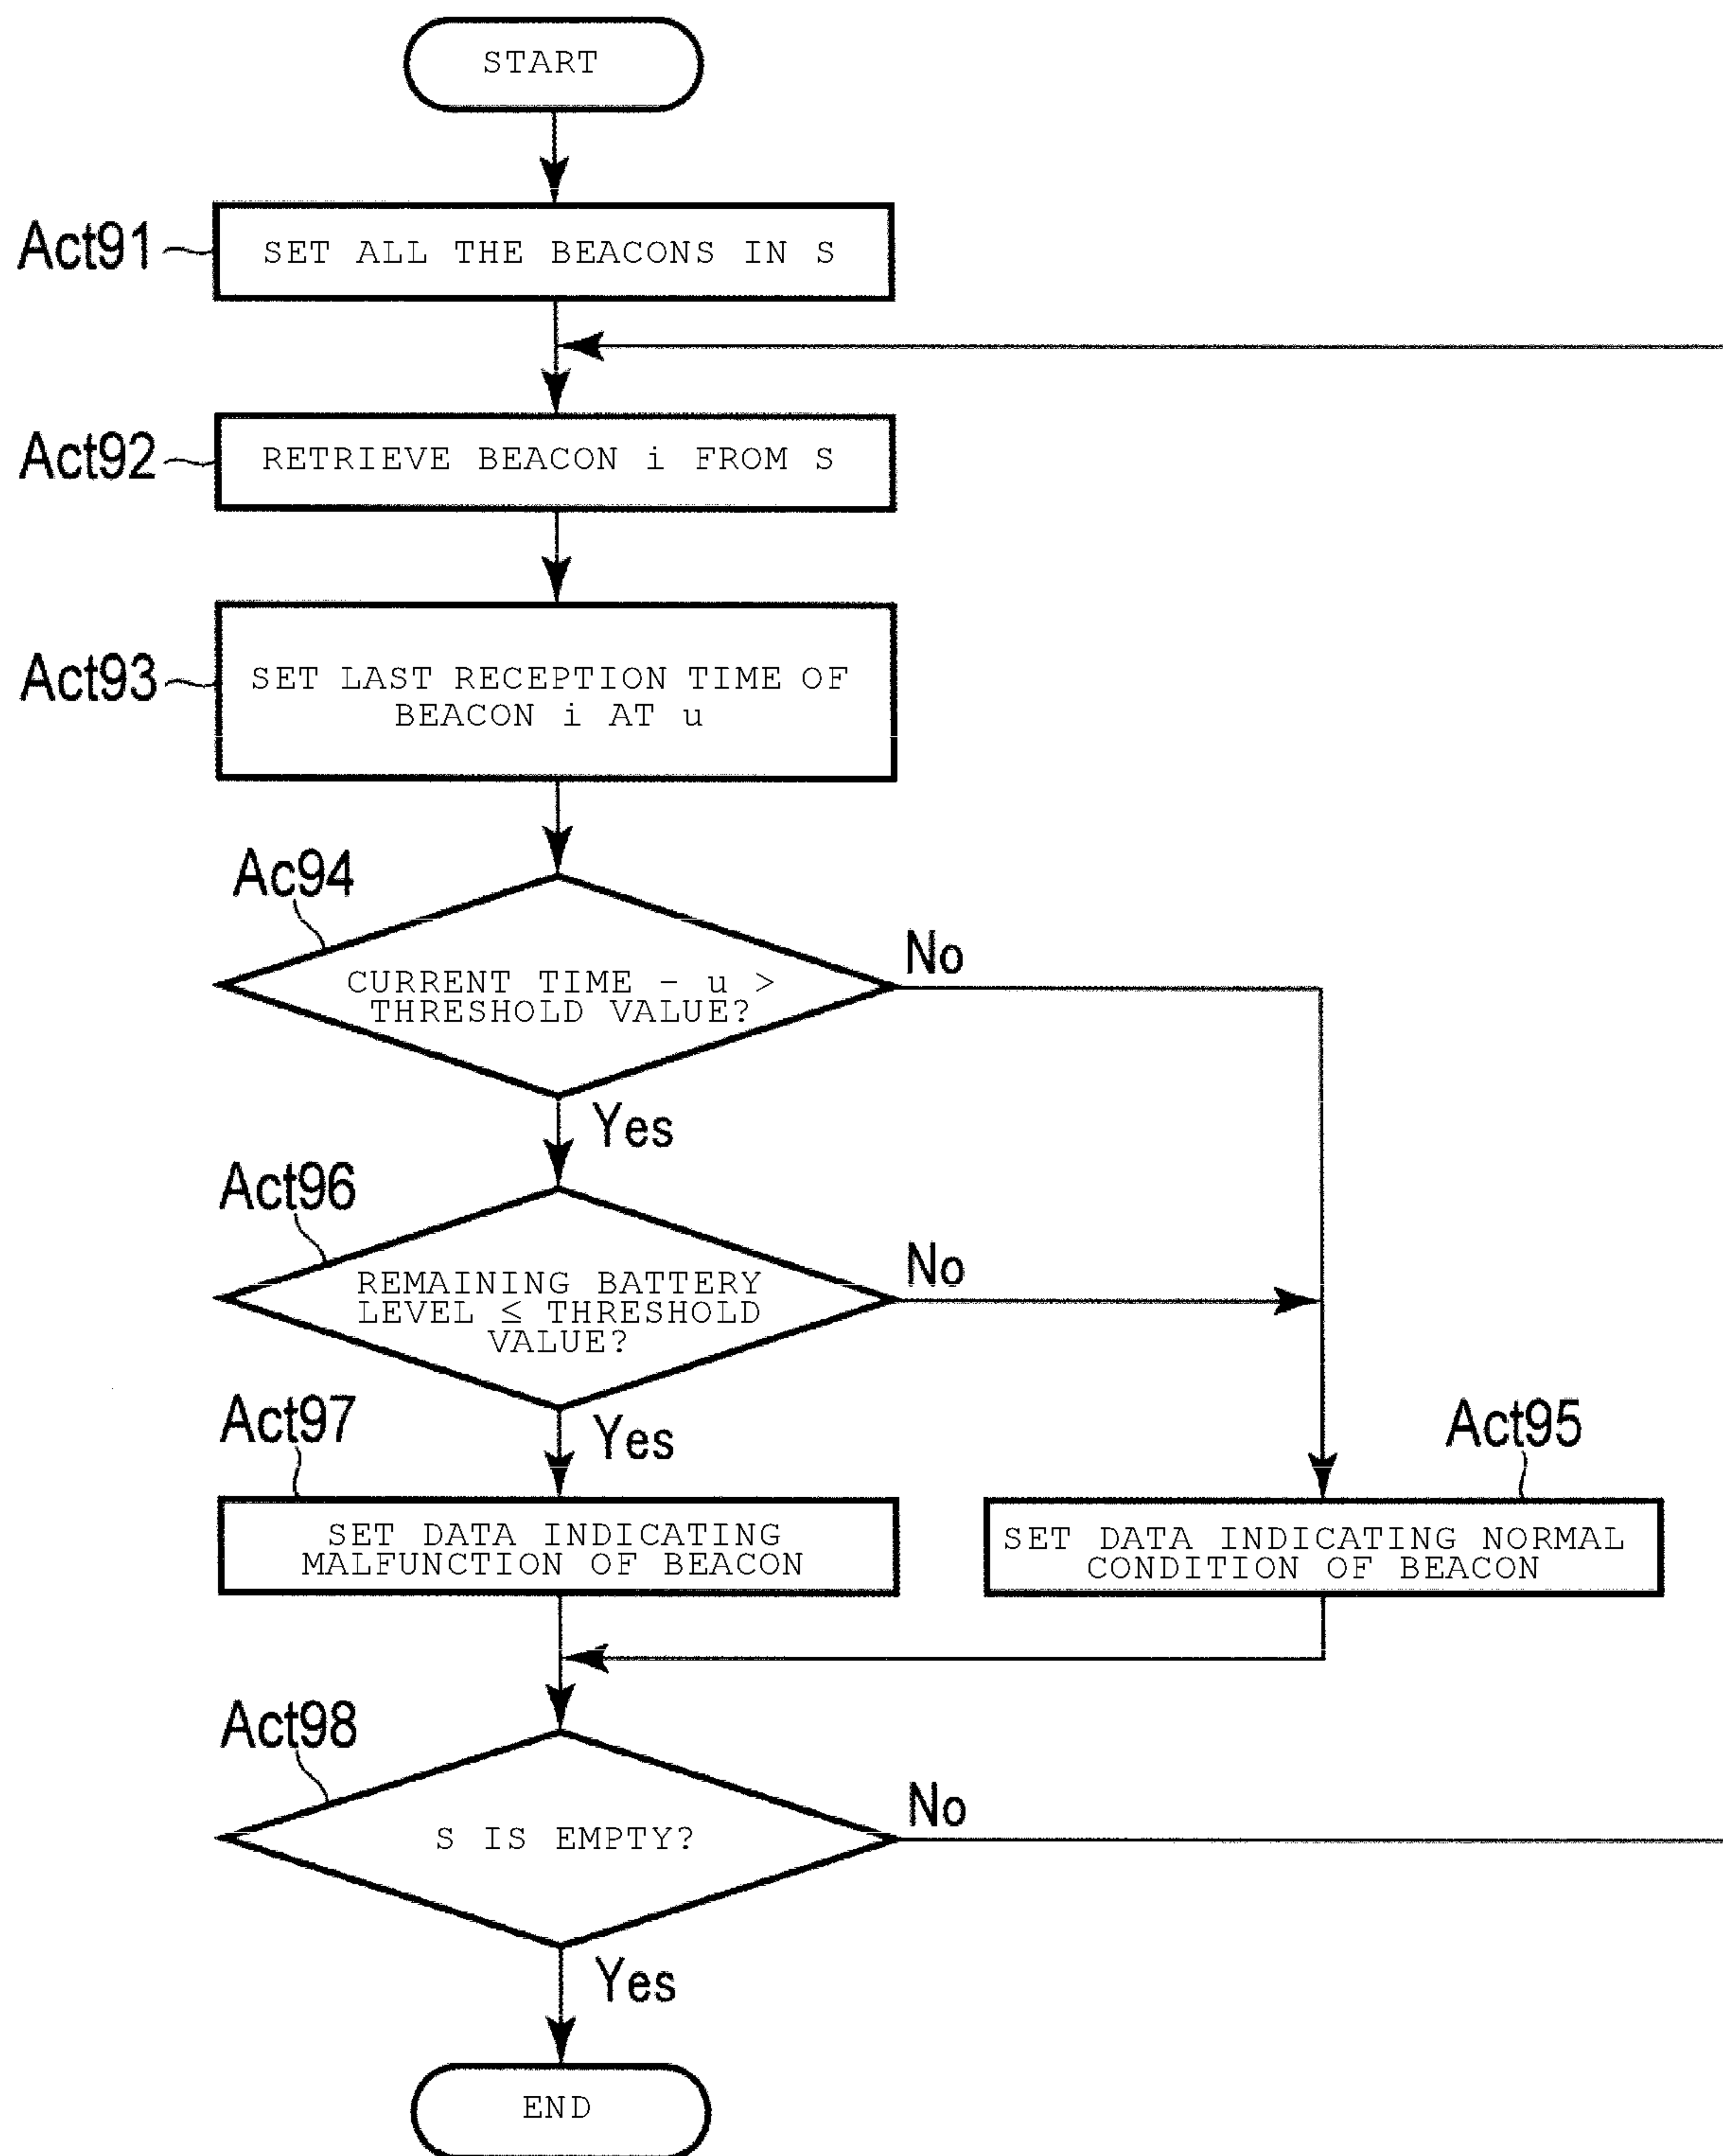 START
Act91
SET ALL THE BEACONS IN S
Act92
RETRIEVE BEACON i FROM S
Act93
SET LAST RECEPTION TIME OF
BEACON i AT u
Ac94
CURRENT TIME - u >
THRESHOLD VALUE?
No
Yes
Act96
REMAINING BATTERY
LEVEL ≤ THRESHOLD
VALUE?
No
Yes
Act97
SET DATA INDICATING
MALFUNCTION OF BEACON
Act95
SET DATA INDICATING NORMAL
CONDITION OF BEACON
Act98
S IS EMPTY?
No
Yes
END